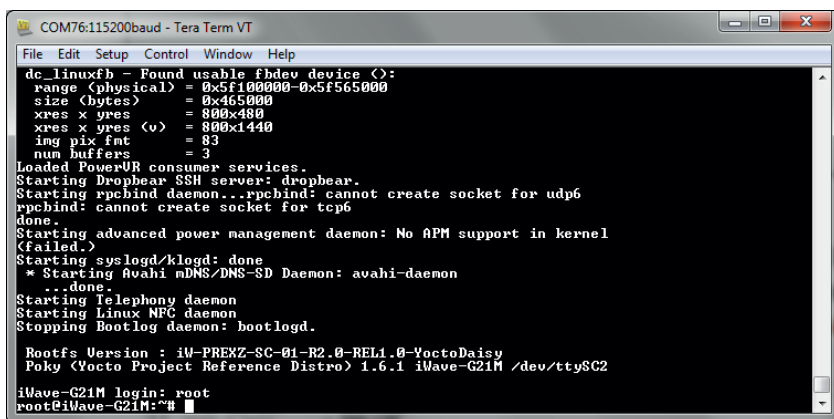 COM76:115200baud - Tera Term VT
File Edit Setup Control Window Help
dc_linuxfb - Found usable fbdev device ():
range (physical) = 0x5f100000-0x5f565000
size (bytes) = 0x465000
xres x yres = 800x480
xres x yres (v) = 800x1440
img pix fmt = 83
num buffers = 3
Loaded PowerVR consumer services.
Starting Dropbear SSH server: dropbear.
Starting rpcbind daemon...rpcbind: cannot create socket for udp6
rpcbind: cannot create socket for tcp6
done.
Starting advanced power management daemon: No APM support in kernel
(failed.)
Starting syslogd/klogd: done
* Starting Avahi mDNS/DNS-SD Daemon: avahi-daemon
...done.
Starting Telephony daemon
Starting Linux NFC daemon
Stopping Bootlog daemon: bootlogd.
Rootfs Version : iW-PREXZ-SC-01-R2.0-REL1.0-YoctoDaisy
Poky (Yocto Project Reference Distro) 1.6.1 iWave-G21M /dev/ttySC2
iWave-G21M login: root
root@iWave-G21M:~#